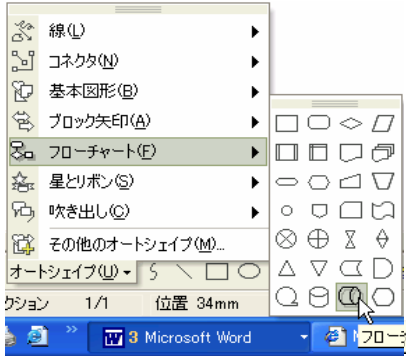 線(L)
コネクタ(N)
基本図形(B)
ブロック矢印(A)
フローチャート(F)
星とリボン(S)
吹き出し(C)
その他のオートシェイプ(M)...
オートシェイプ(U)
クション 1/1 位置 34mm
3 Microsoft Word
フロー